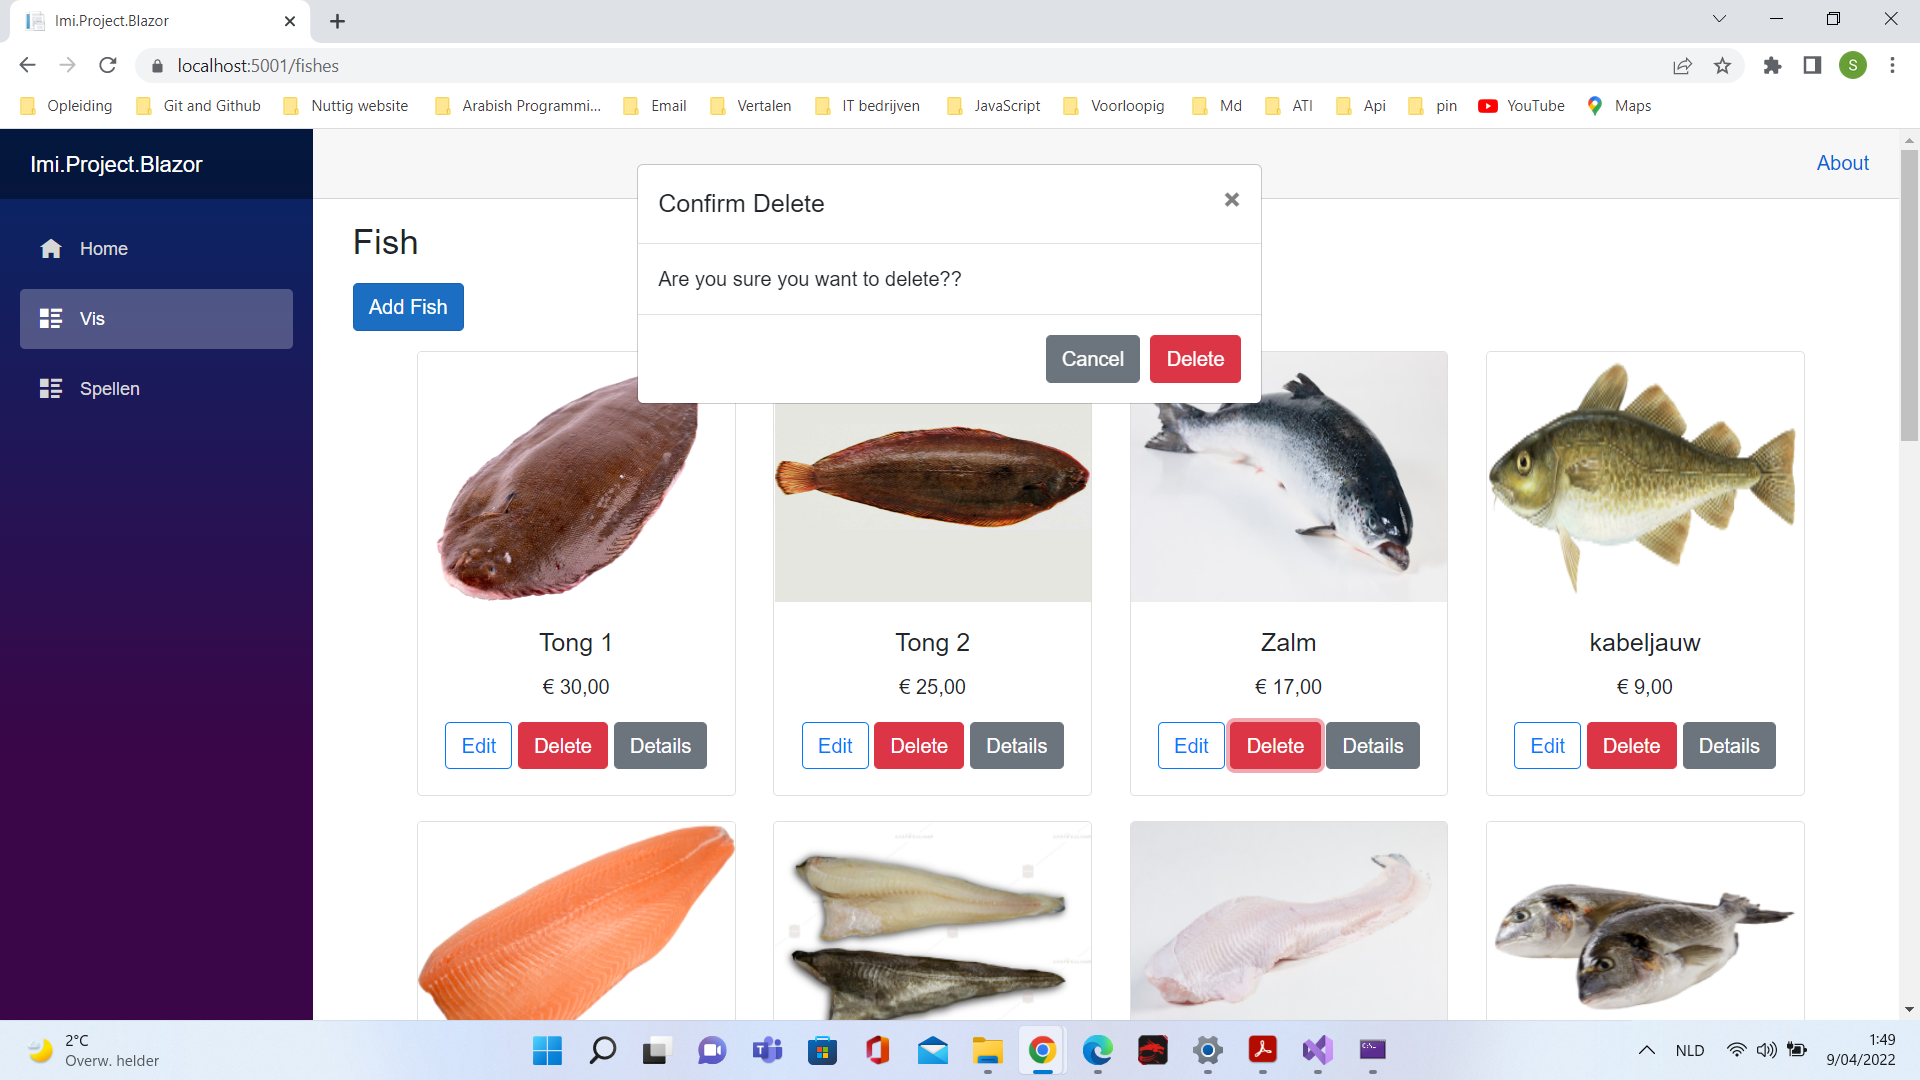 Imi.Project.Blazor
localhost:5001/fishes
S
Opleiding
Git and Github
Nuttig website
Arabish Programmi...
Email
Vertalen
IT bedrijven
JavaScript
Voorloopig
Md
ATI
Api
pin
YouTube
Maps
Imi.Project.Blazor
Home
Vis
Spellen
About
Confirm Delete
Are you sure you want to delete??
Cancel
Delete
Fish
Add Fish
Tong 1
€ 30,00
Edit Delete Details
Tong 2
€ 25,00
Edit Delete Details
Zalm
€ 17,00
Edit Delete Details
kabeljauw
€ 9,00
Edit Delete Details
2°C
Overw. helder
NLD
1:49
9/04/2022